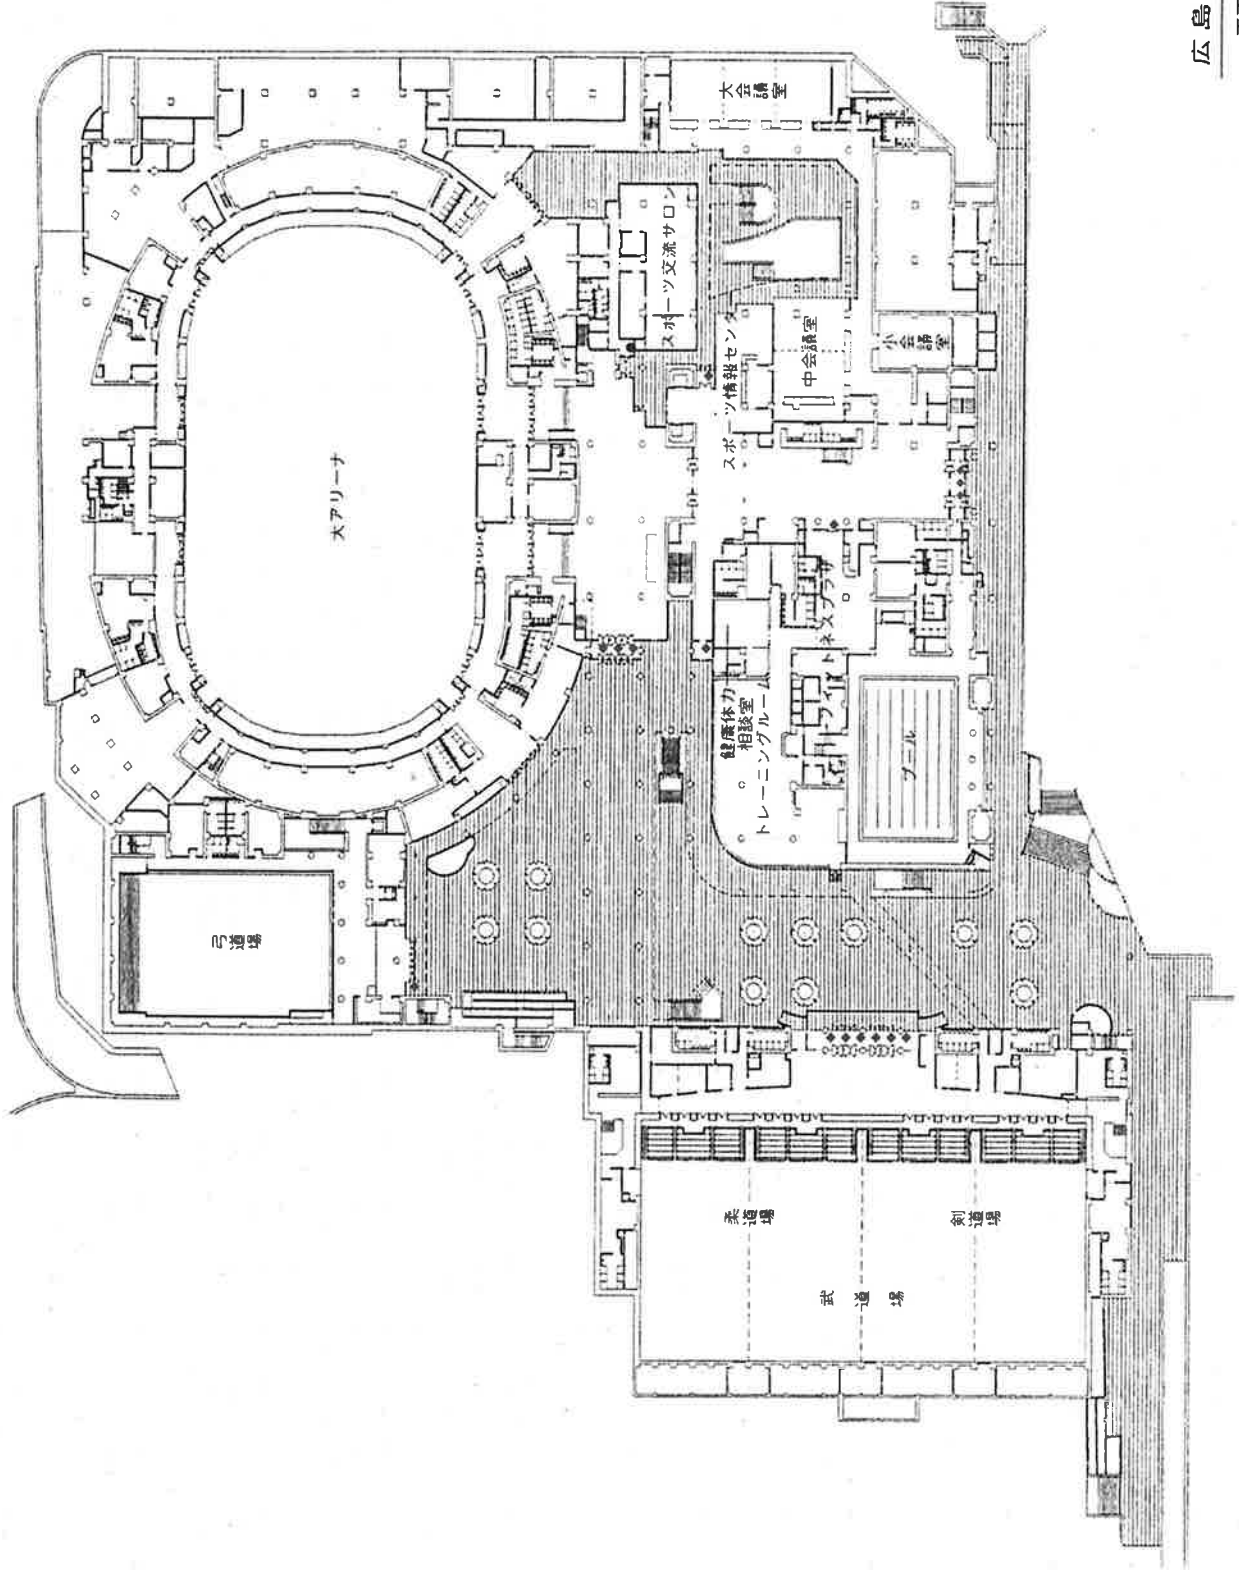 広島
大会議室
スポーツ交流サロン
スポーツ情報センター
中会議室
小会議室
大アリーナ
フィットネスプラザ
健康体力
相談室
トレーニングルーム
プール
弓道場
柔道場
剣道場
武道場